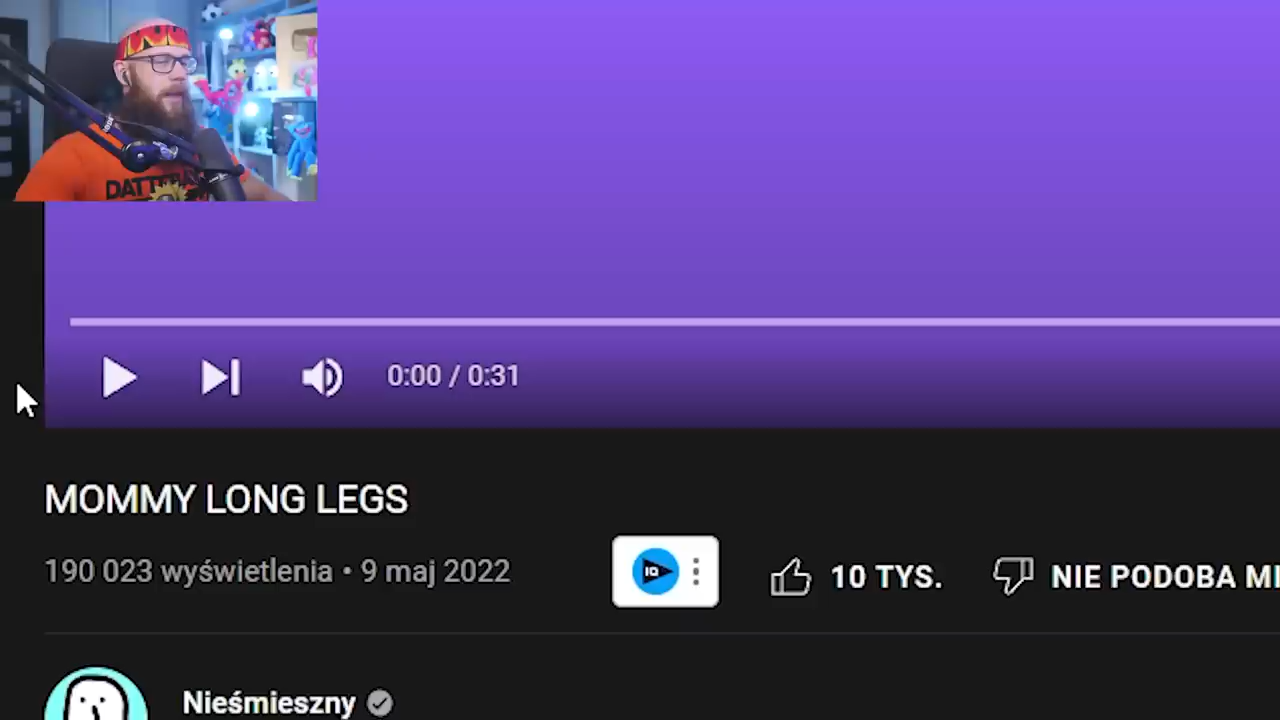 0:00 / 0:31
MOMMY LONG LEGS
190 023 wyświetlenia • 9 maj 2022
IQ
10 TYS.
NIE PODOBA MI
Nieśmieszny